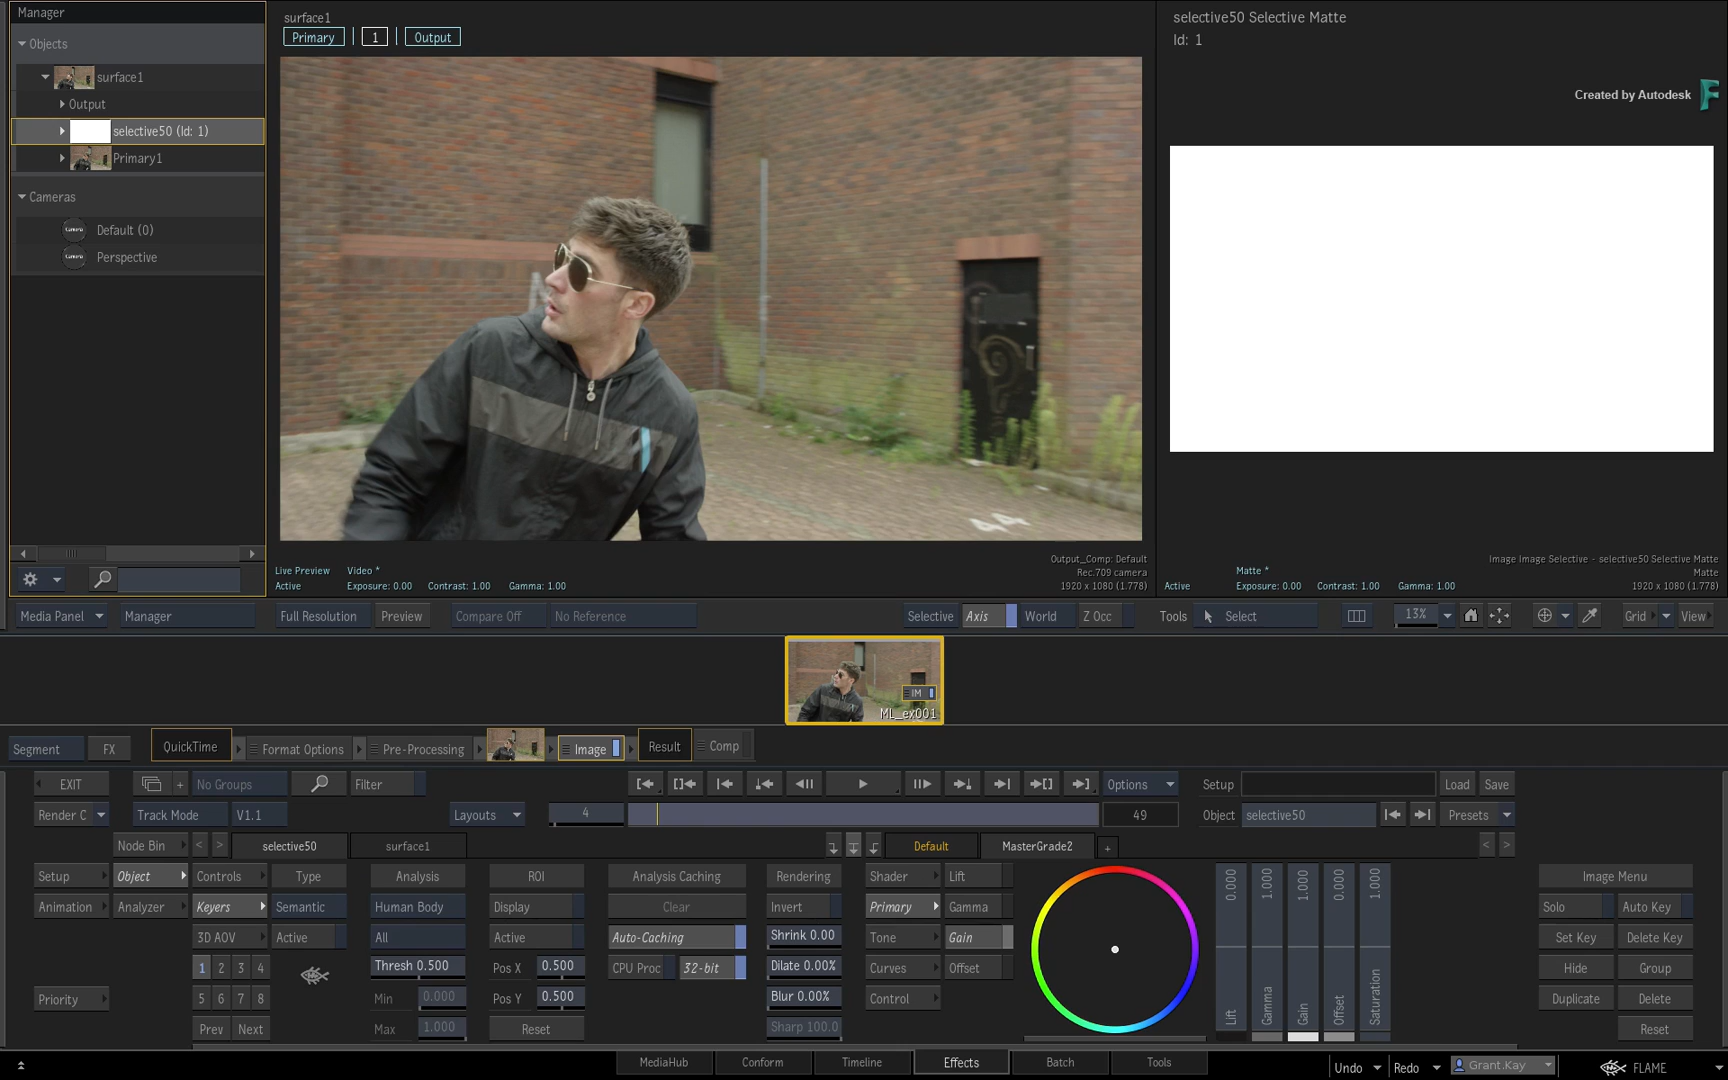 Manager
Objects
surface1
Output
selective50 (Id: 1)
Primary1
Cameras
Default (0)
Perspective
surface1
Primary | 1 | Output
selective50 Selective Matte
Id: 1
Created by Autodesk
Live Preview Video *
Active Exposure: 0.00 Contrast: 1.00 Gamma: 1.00
Output_Comp: Default
Rec.709 camera
1920 x 1080 (1.778)
Matte *
Active Exposure: 0.00 Contrast: 1.00 Gamma: 1.00
Image Image Selective - selective50 Selective Matte
Matte
1920 x 1080 (1.778)
Media Panel Manager Full Resolution Preview Compare Off No Reference Selective Axis World Z Occ Tools Select 13% Grid View
IM
ML_ex001
Segment FX QuickTime Format Options Pre-Processing Image Result Comp
EXIT + No Groups Filter Options Setup Load Save
Render C Track Mode V1.1 Layouts 4 49 Object selective50 Presets
Node Bin < > selective50 surface1 Default MasterGrade2 + < >
Setup Object Controls Type Analysis ROI Analysis Caching Rendering Shader Lift Image Menu
Animation Analyzer Keyers Semantic Human Body Display Clear Invert Primary Gamma Solo Auto Key
3D AOV Active All Active Auto-Caching Shrink 0.00 Tone Gain Set Key Delete Key
1 2 3 4 Thresh 0.500 Pos X 0.500 CPU Proc 32-bit Dilate 0.00% Curves Offset Hide Group
Priority 5 6 7 8 Min 0.000 Pos Y 0.500 Blur 0.00% Control Duplicate Delete
Prev Next Max 1.000 Reset Sharp 100.0 Reset
0.000 1.000 1.000 0.000 1.000
Lift Gamma Gain Offset Saturation
MediaHub Conform Timeline Effects Batch Tools Undo Redo Grant.Kay FLAME